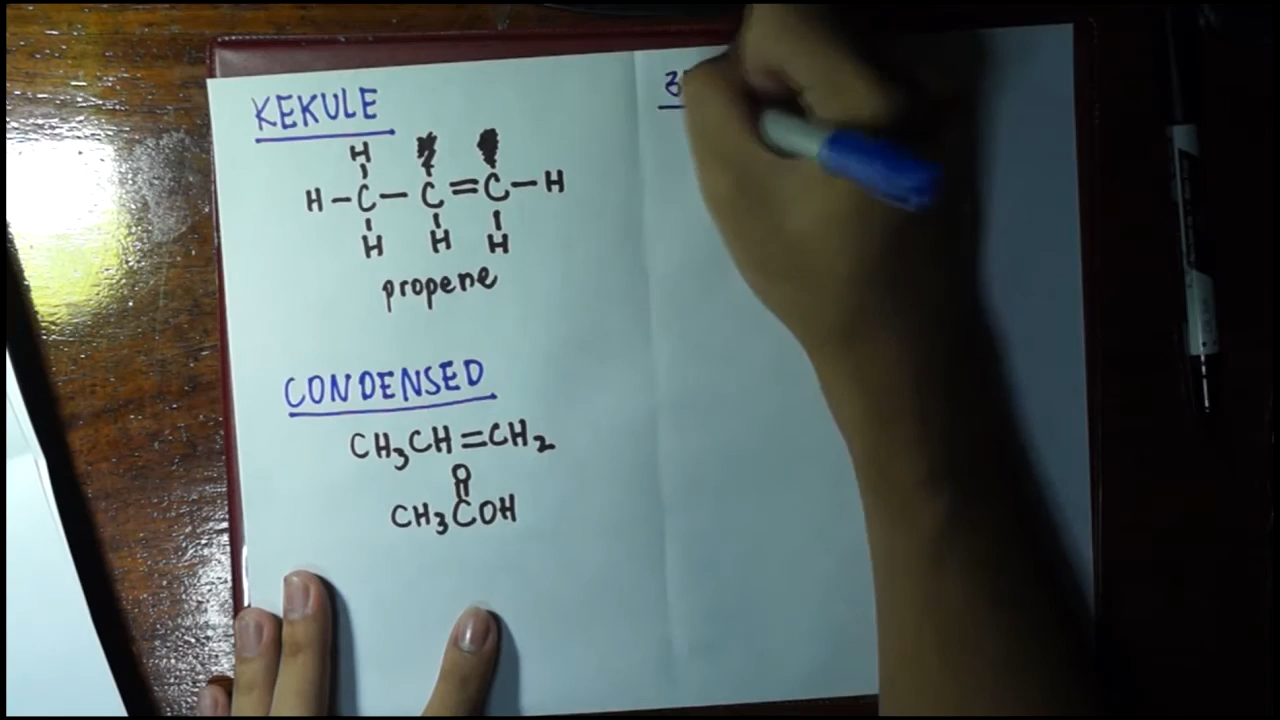 KEKULE
H
H-C-C=C-H
H H H
propene
CONDENSED
CH₃CH=CH₂
O
CH₃COH